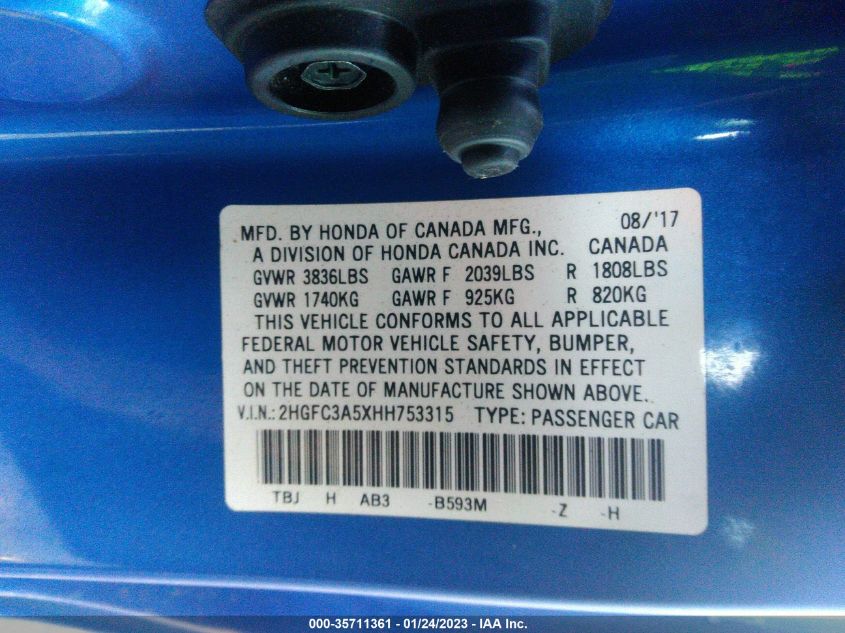 MFD. BY HONDA OF CANADA MFG., 08/'17
A DIVISION OF HONDA CANADA INC. CANADA
GVWR 3836LBS GAWR F 2039LBS R 1808LBS
GVWR 1740KG GAWR F 925KG R 820KG
THIS VEHICLE CONFORMS TO ALL APPLICABLE
FEDERAL MOTOR VEHICLE SAFETY, BUMPER,
AND THEFT PREVENTION STANDARDS IN EFFECT
ON THE DATE OF MANUFACTURE SHOWN ABOVE.
V.I.N.: 2HGFC3A5XHH753315 TYPE: PASSENGER CAR
TBJ H AB3 -B593M -Z -H
000-35711361 - 01/24/2023 - IAA Inc.